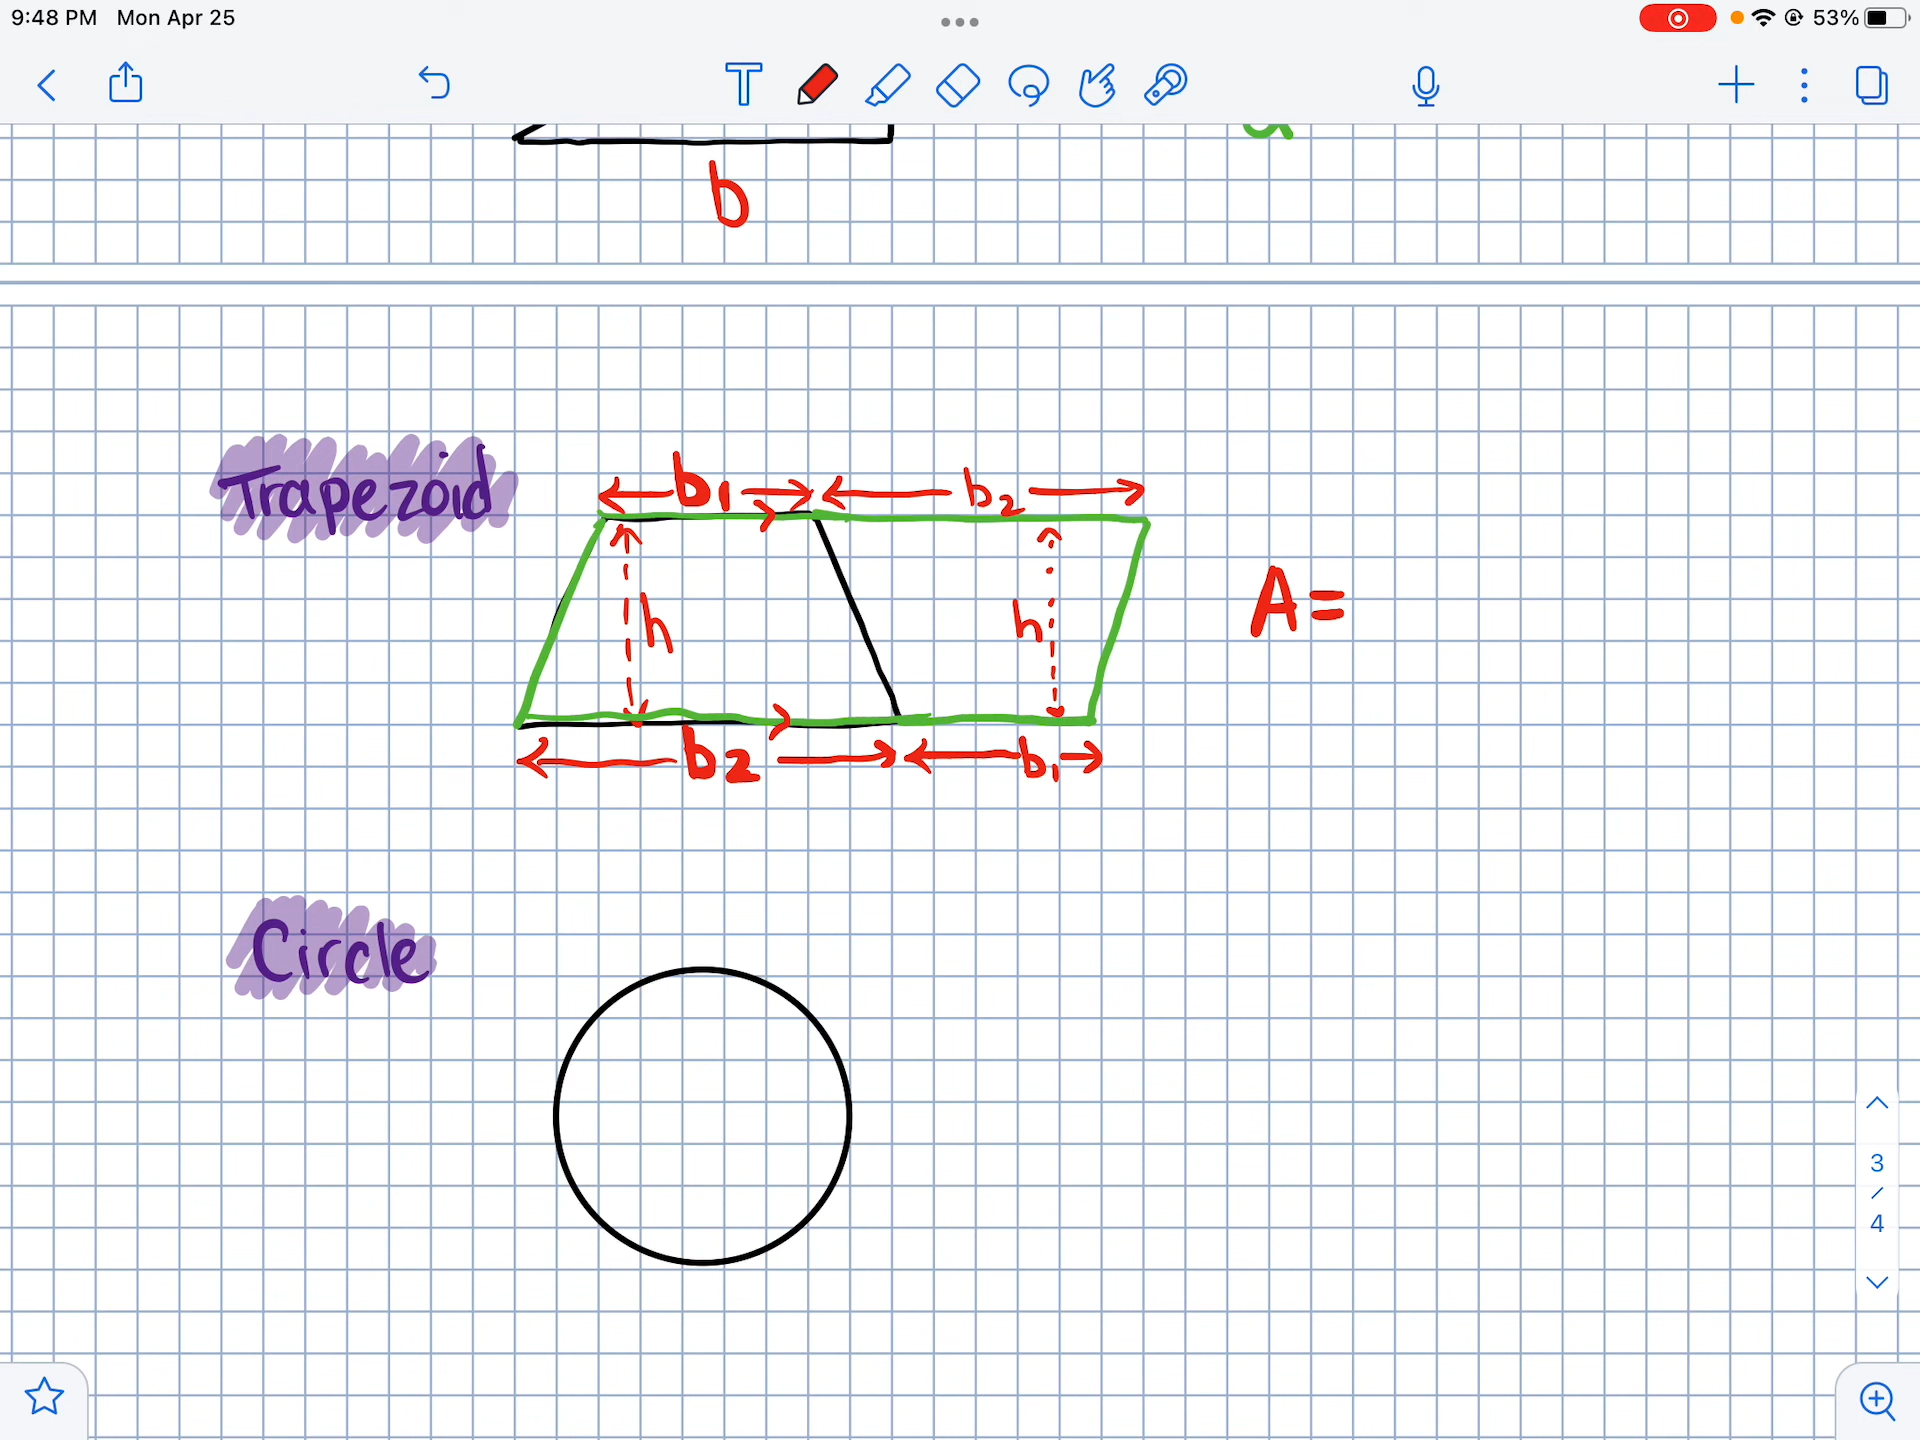 9:48 PM Mon Apr 25
53%
T
b
Trapezoid
b1
b2
h
h
A=
b2
b1
Circle
3
/
4